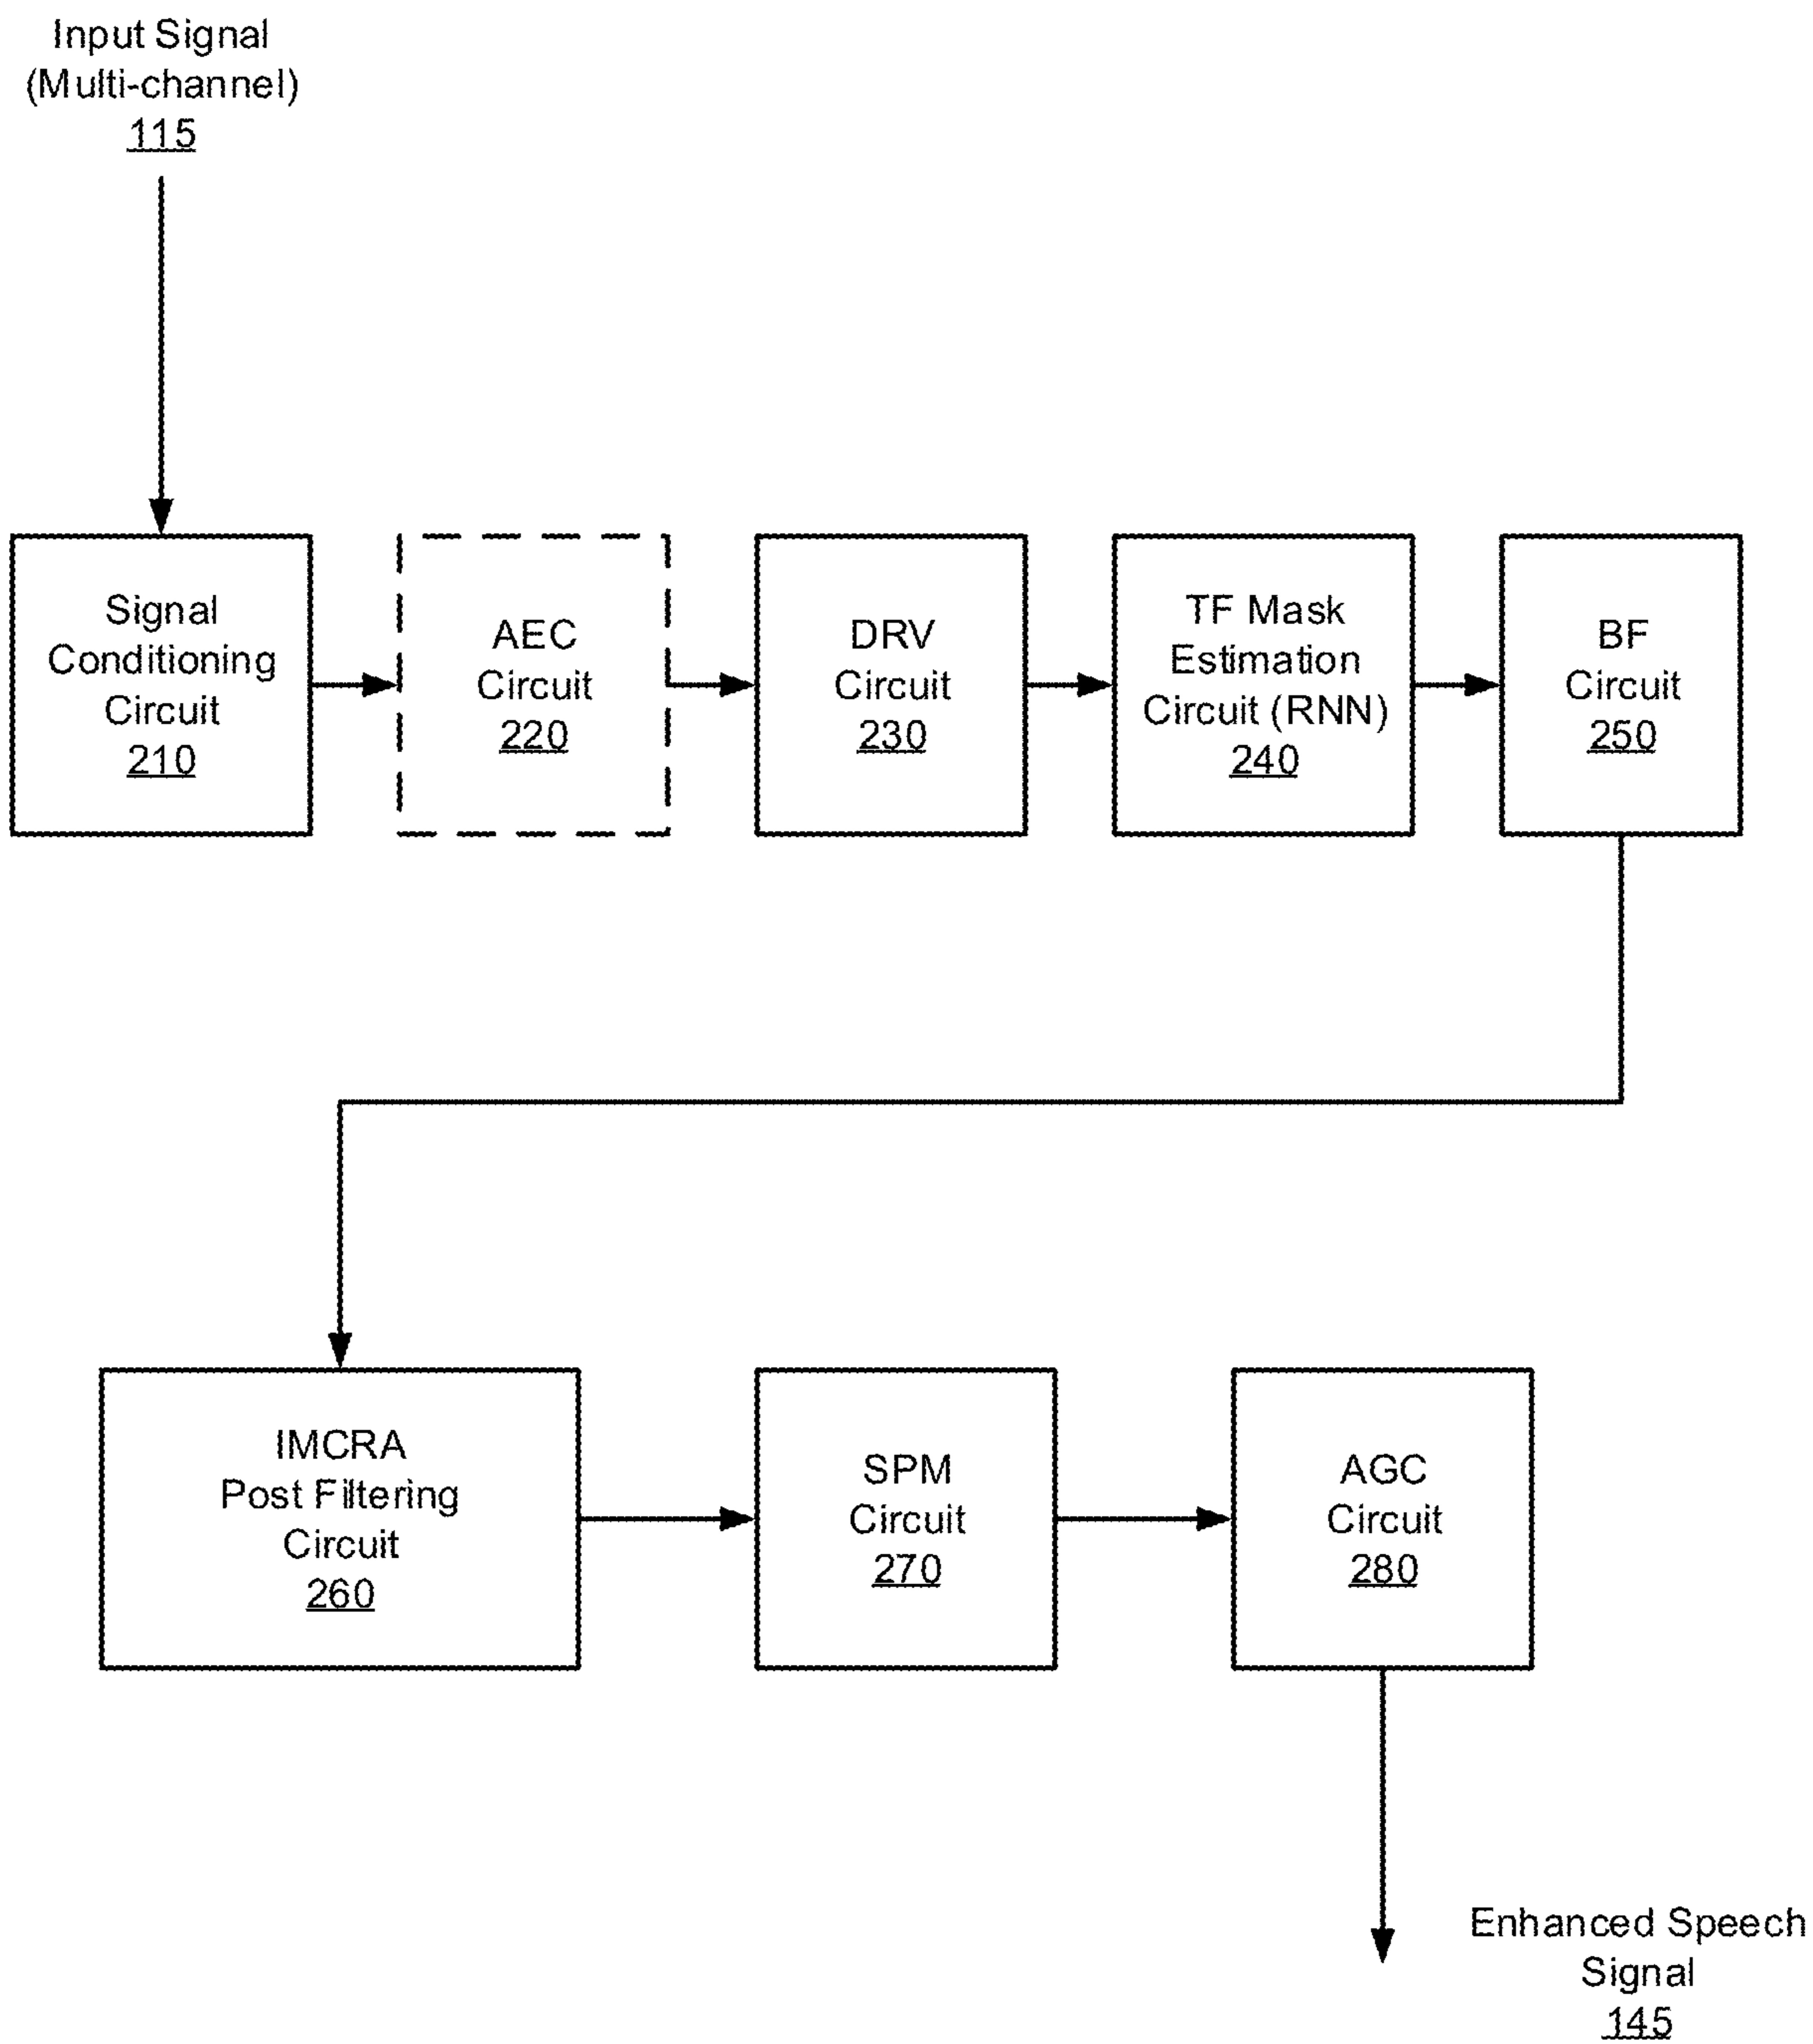 Input Signal
(Multi-channel)
115
Signal
Conditioning
Circuit
210
AEC
Circuit
220
DRV
Circuit
230
TF Mask
Estimation
Circuit (RNN)
240
BF
Circuit
250
IMCRA
Post Filtering
Circuit
260
SPM
Circuit
270
AGC
Circuit
280
Enhanced Speech
Signal
145